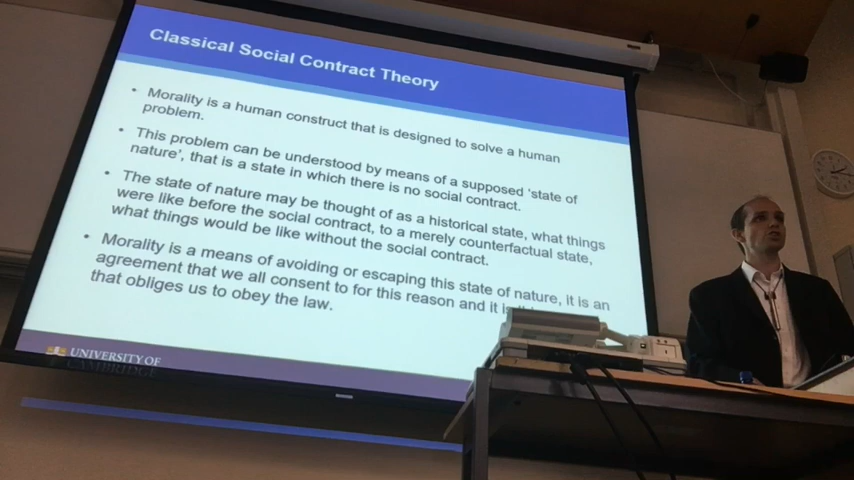 Classical Social Contract Theory
• Morality is a human construct that is designed to solve a human
problem.
• This problem can be understood by means of a supposed ‘state of
nature’, that is a state in which there is no social contract.
• The state of nature may be thought of as a historical state, what things
were like before the social contract, to a merely counterfactual state,
what things would be like without the social contract.
• Morality is a means of avoiding or escaping this state of nature, it is an
agreement that we all consent to for this reason and it is
that obliges us to obey the law.
UNIVERSITY OF
CAMBRIDGE